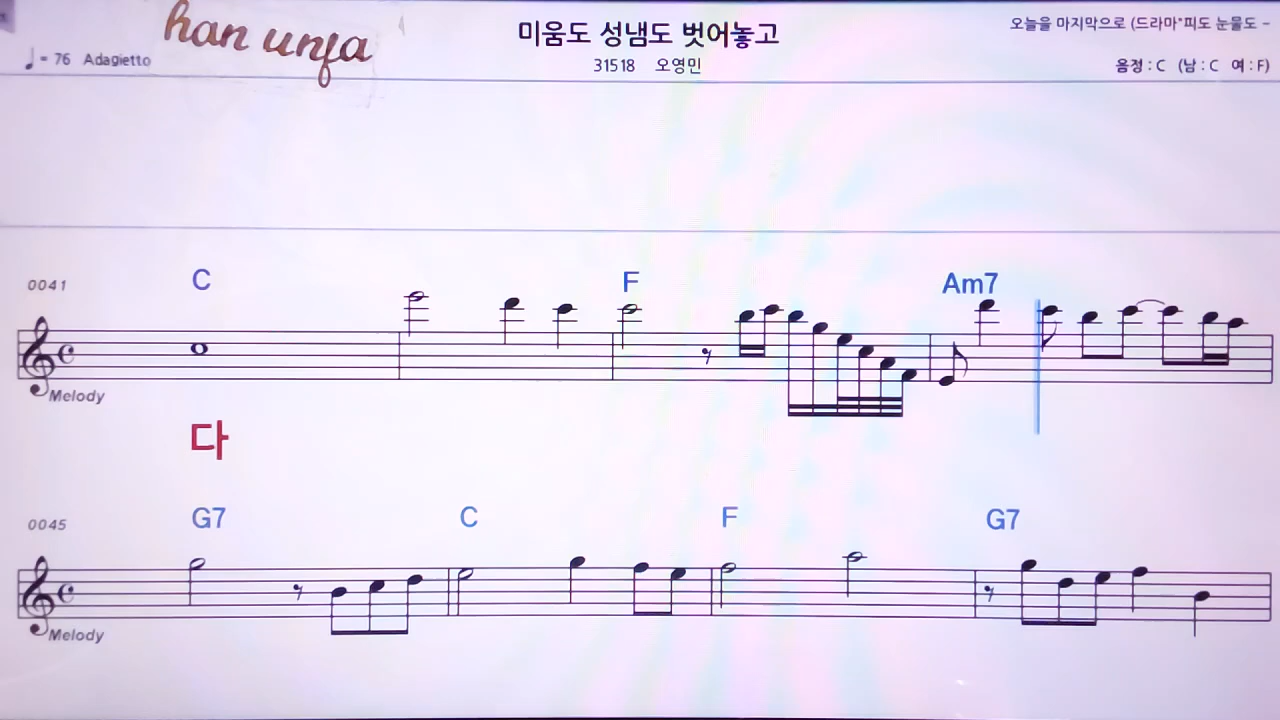 han unja
미움도 성냄도 벗어놓고
오늘을 마지막으로 (드라마"피도 눈물도 -
♩= 76 Adagietto
31518 오영민
음정 : C (남 : C 여 : F)
0041 C F Am7
Melody
다
0045 G7 C F G7
Melody